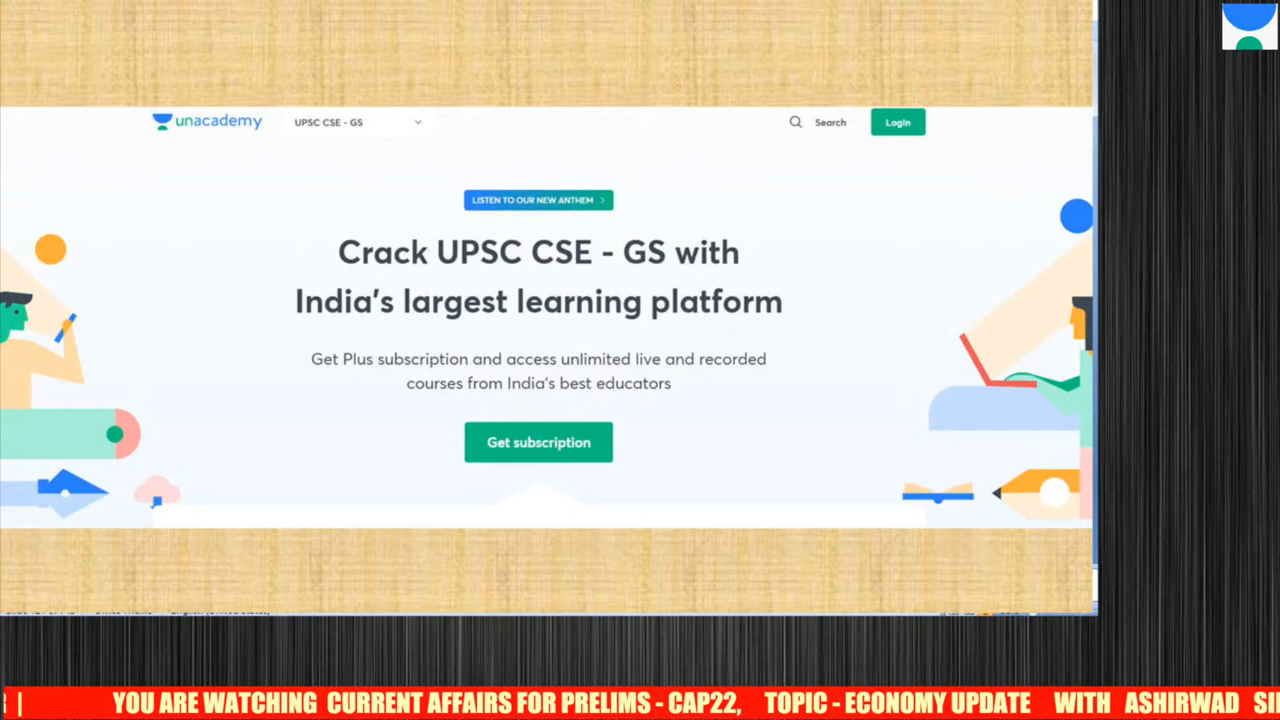 unacademy
UPSC CSE - GS
Search
Login
LISTEN TO OUR NEW ANTHEM
Crack UPSC CSE - GS with
India's largest learning platform
Get Plus subscription and access unlimited live and recorded
courses from India's best educators
Get subscription
| YOU ARE WATCHING CURRENT AFFAIRS FOR PRELIMS - CAP22, TOPIC - ECONOMY UPDATE WITH ASHIRWAD